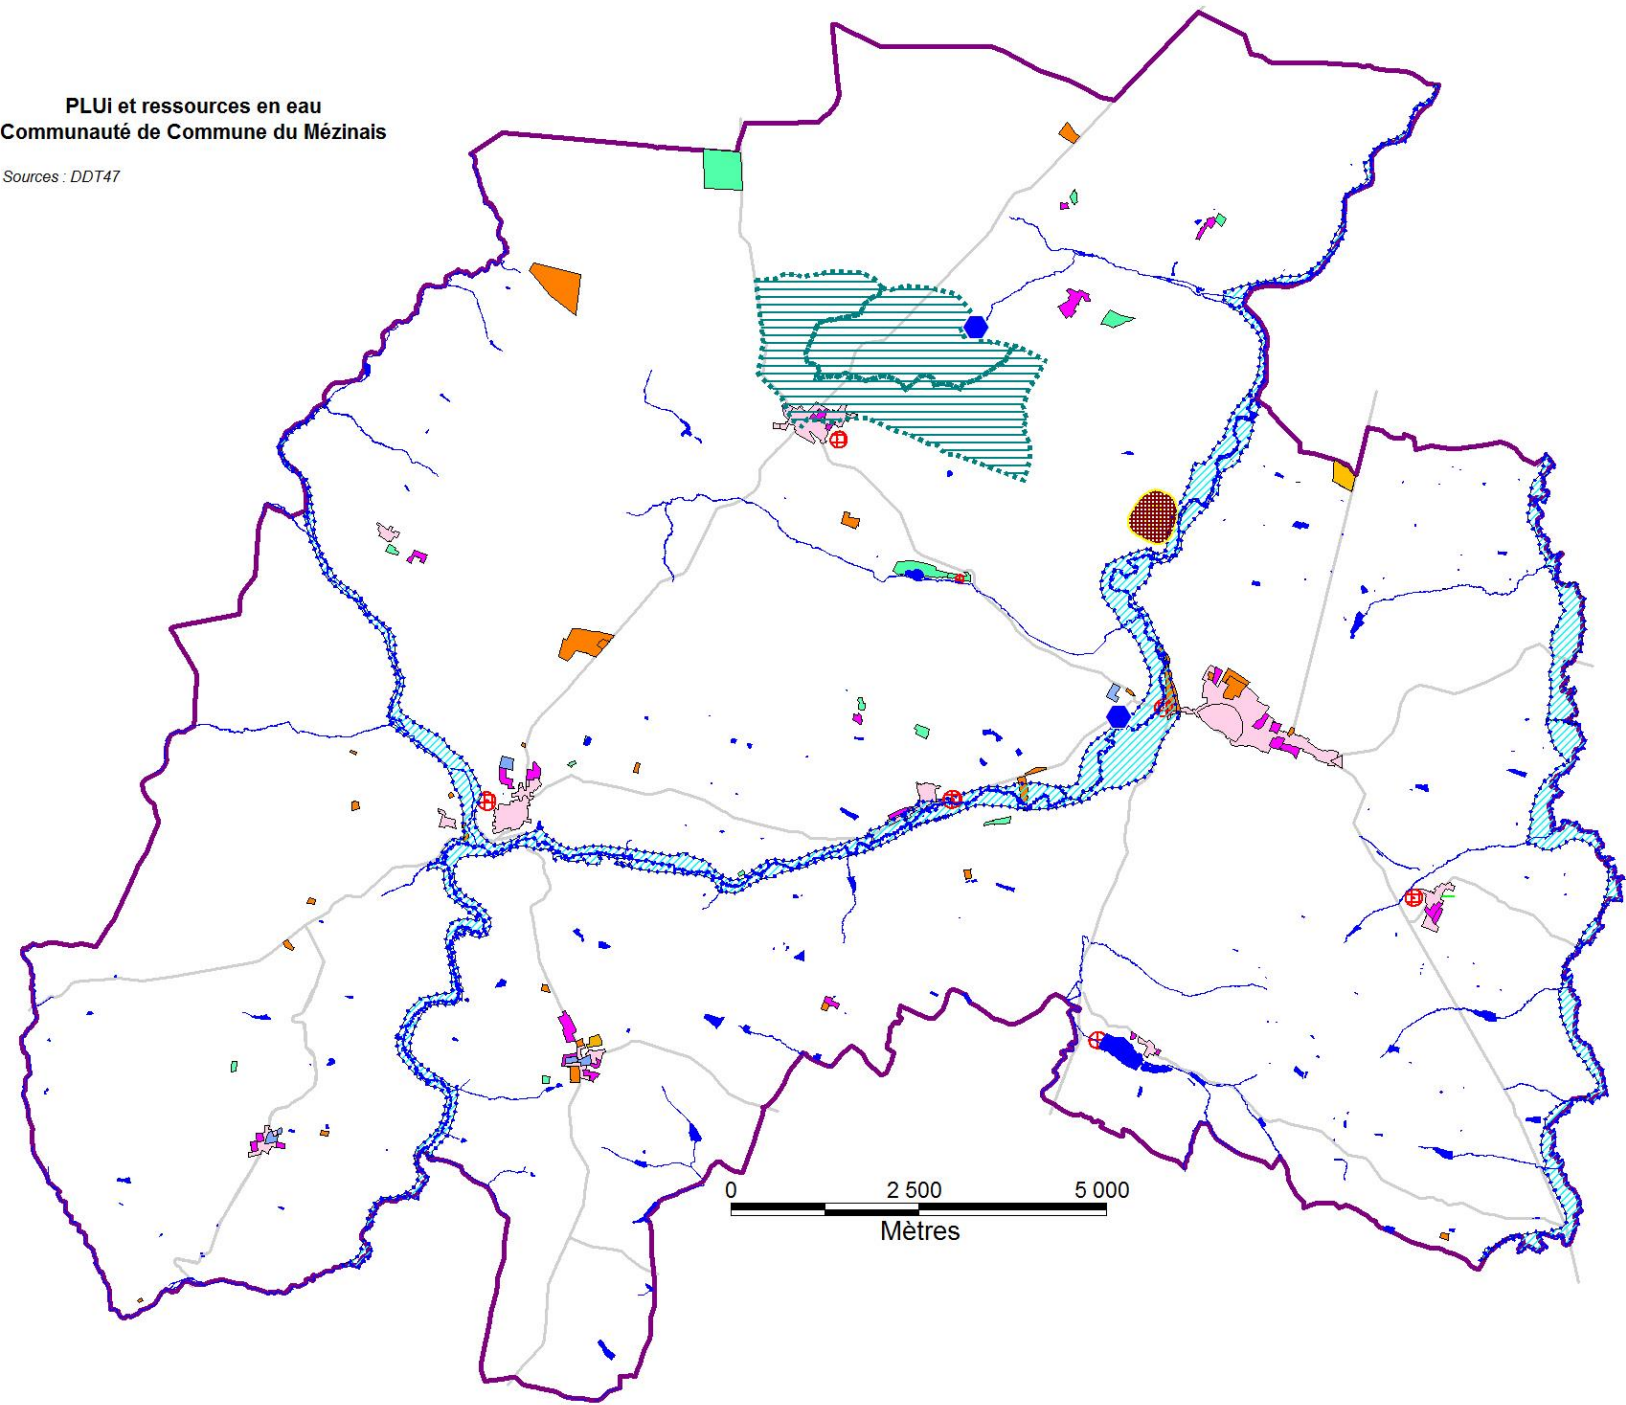 PLUi et ressources en eau
Communauté de Commune du Mézinais
Sources : DDT47
0 2 500 5 000
Mètres